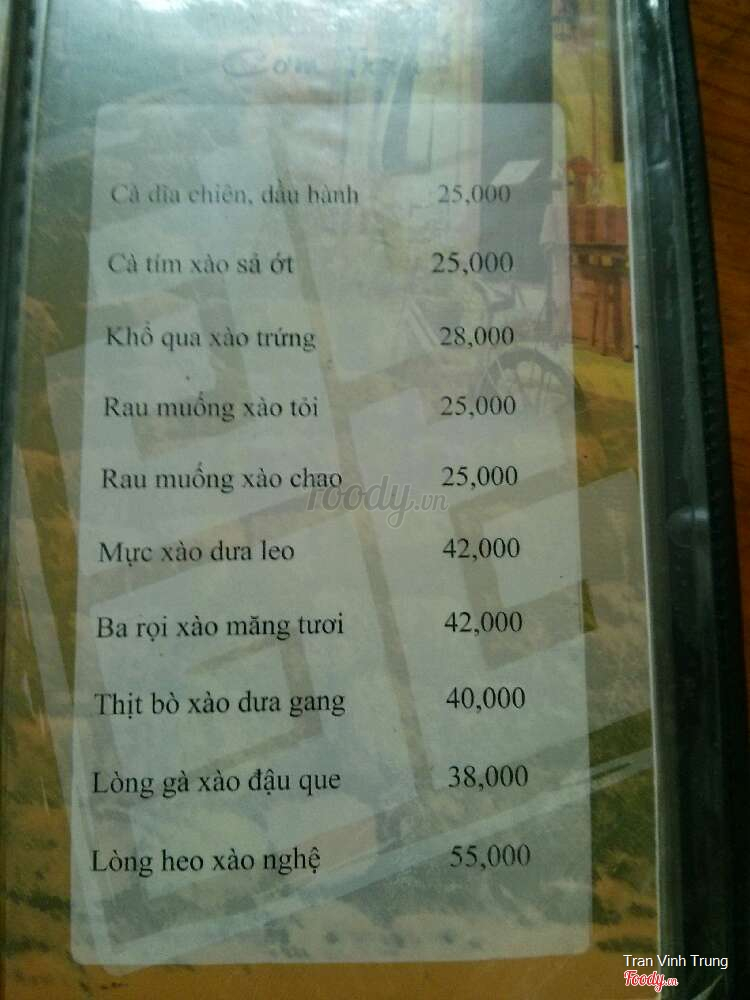 Cơm
Cà dĩa chiên, dầu hành 25,000
Cà tím xào sả ớt 25,000
Khổ qua xào trứng 28,000
Rau muống xào tỏi 25,000
Rau muống xào chao 25,000
foody.vn
Mực xào dưa leo 42,000
Ba rọi xào măng tươi 42,000
Thịt bò xào dưa gang 40,000
Lòng gà xào đậu que 38,000
Lòng heo xào nghệ 55,000
Tran Vinh Trung
Foody.vn